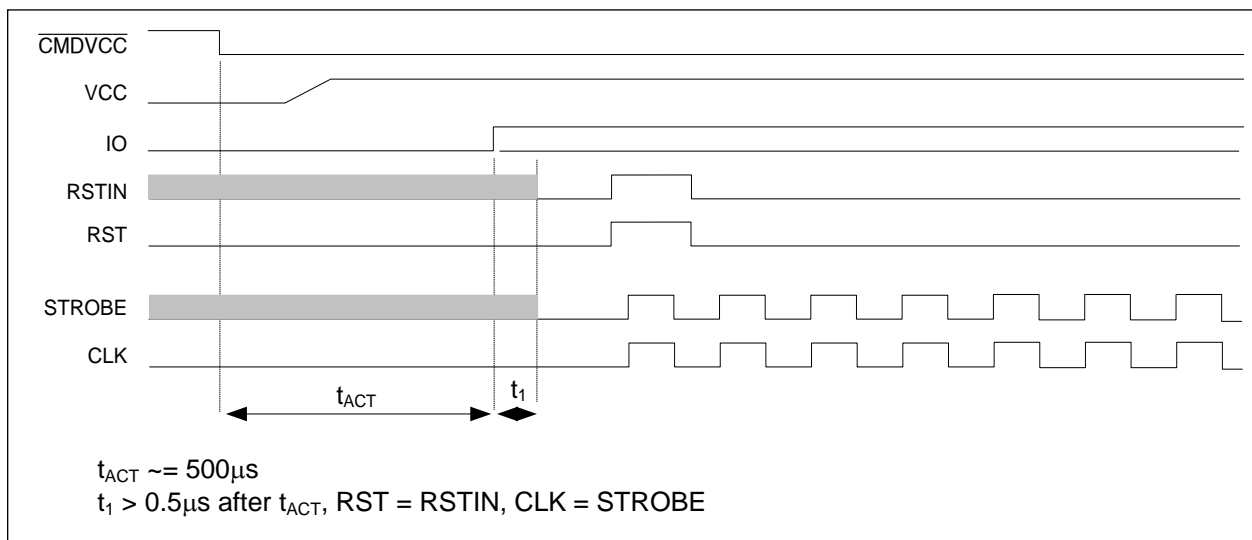 CMDVCC
VCC
IO
RSTIN
RST
STROBE
CLK
tACT
t1
tACT ~= 500μs
t1 > 0.5μs after tACT, RST = RSTIN, CLK = STROBE